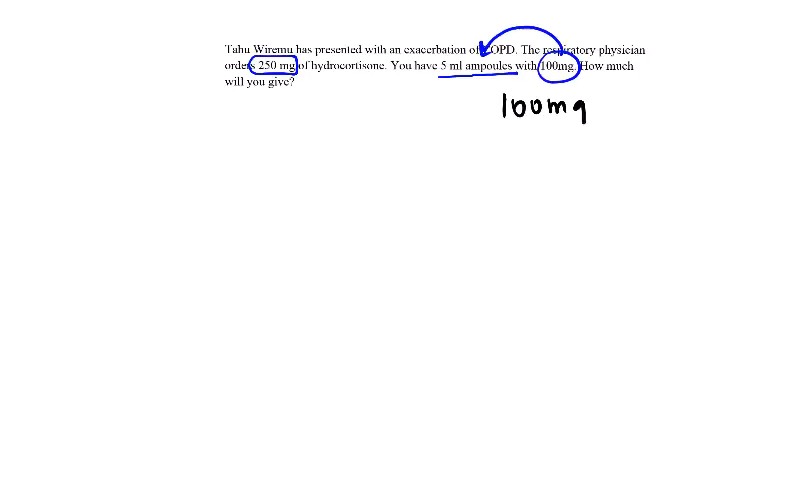 Tahu Wiremu has presented with an exacerbation of COPD. The respiratory physician
orders 250 mg of hydrocortisone. You have 5 ml ampoules with 100mg. How much
will you give?
100mg